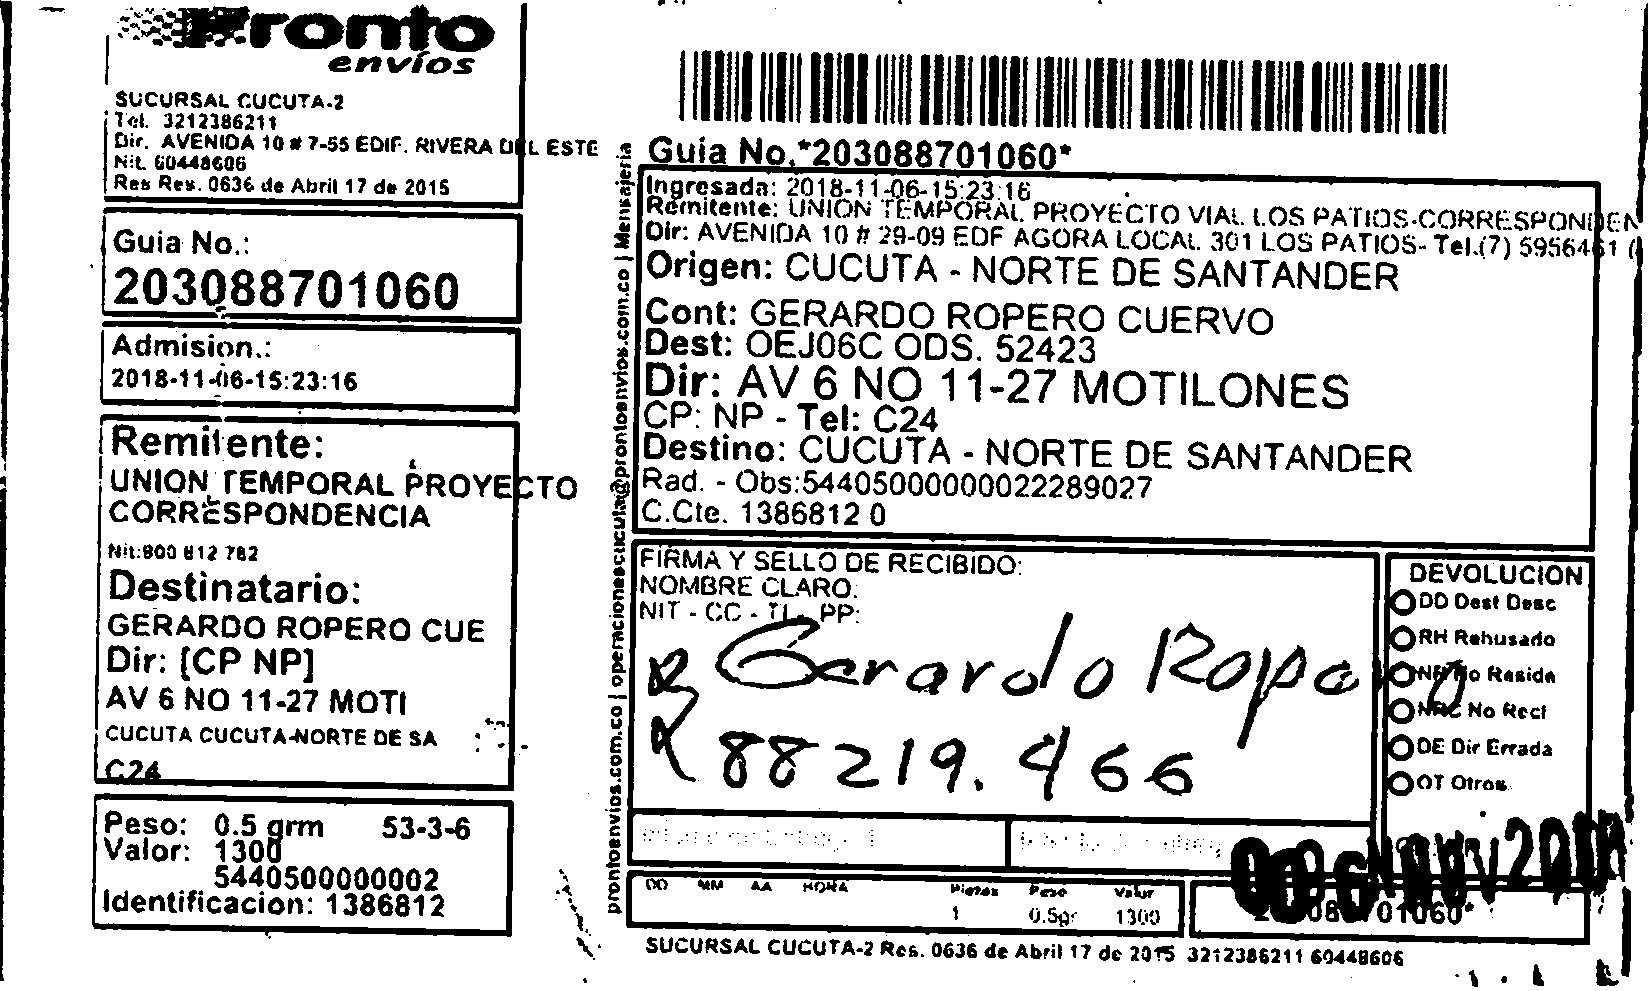 Pronto
envíos
SUCURSAL CUCUTA-2
Tel. 3212386211
Dir. AVENIDA 10 # 7-55 EDIF. RIVERA DEL ESTE
Nit. 60448606
Res Res. 0636 de Abril 17 de 2015
Guia No.:
203088701060
Admision.:
2018-11-06-15:23:16
Remitente:
UNION TEMPORAL PROYECTO
CORRESPONDENCIA
Nit:800 812 782
Destinatario:
GERARDO ROPERO CUE
Dir: [CP NP]
AV 6 NO 11-27 MOTI
CUCUTA CUCUTA-NORTE DE SA
C24
Peso: 0.5 grm 53-3-6
Valor: 1300
5440500000002
Identificacion: 1386812
prontoenvios.com.co | operacionescucuta@prontoenvios.com.co | Mensajeria
Guia No.*203088701060*
Ingresada: 2018-11-06-15:23:16
Remitente: UNION TEMPORAL PROYECTO VIAL LOS PATIOS-CORRESPONDEN
Dir: AVENIDA 10 # 29-09 EDF AGORA LOCAL 301 LOS PATIOS- Tel.(7) 5956461 (
Origen: CUCUTA - NORTE DE SANTANDER
Cont: GERARDO ROPERO CUERVO
Dest: OEJ06C ODS. 52423
Dir: AV 6 NO 11-27 MOTILONES
CP: NP - Tel: C24
Destino: CUCUTA - NORTE DE SANTANDER
Rad. - Obs:54405000000022289027
C.Cte. 1386812 0
FIRMA Y SELLO DE RECIBIDO:
NOMBRE CLARO:
NIT - CC - TI - PP:
Gerardo Ropero
88219.466
DEVOLUCION
DD Dest Desc
RH Rehusado
NR No Reside
NRC No Recl
DE Dir Errada
OT Otros
DD MM AA HORA Piezas Peso Valor
1 0.5gr 1300
203088701060*
SUCURSAL CUCUTA-2 Res. 0636 de Abril 17 de 2015 3212386211 60448606